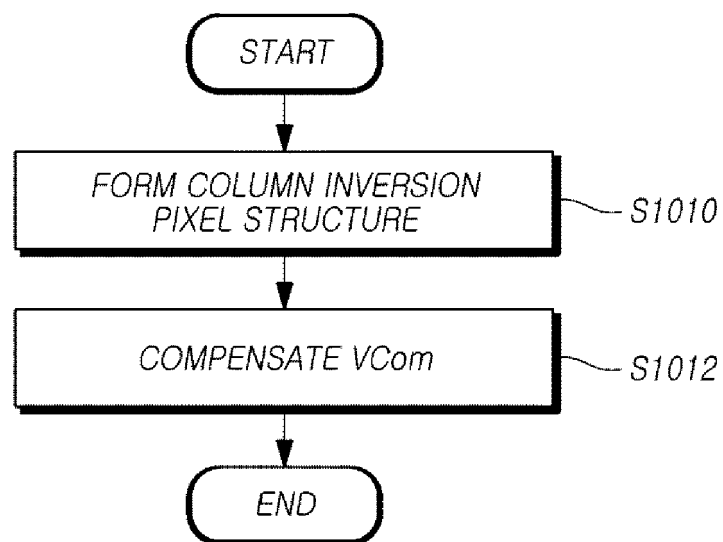 START
FORM COLUMN INVERSION
PIXEL STRUCTURE
S1010
COMPENSATE VCom
S1012
END